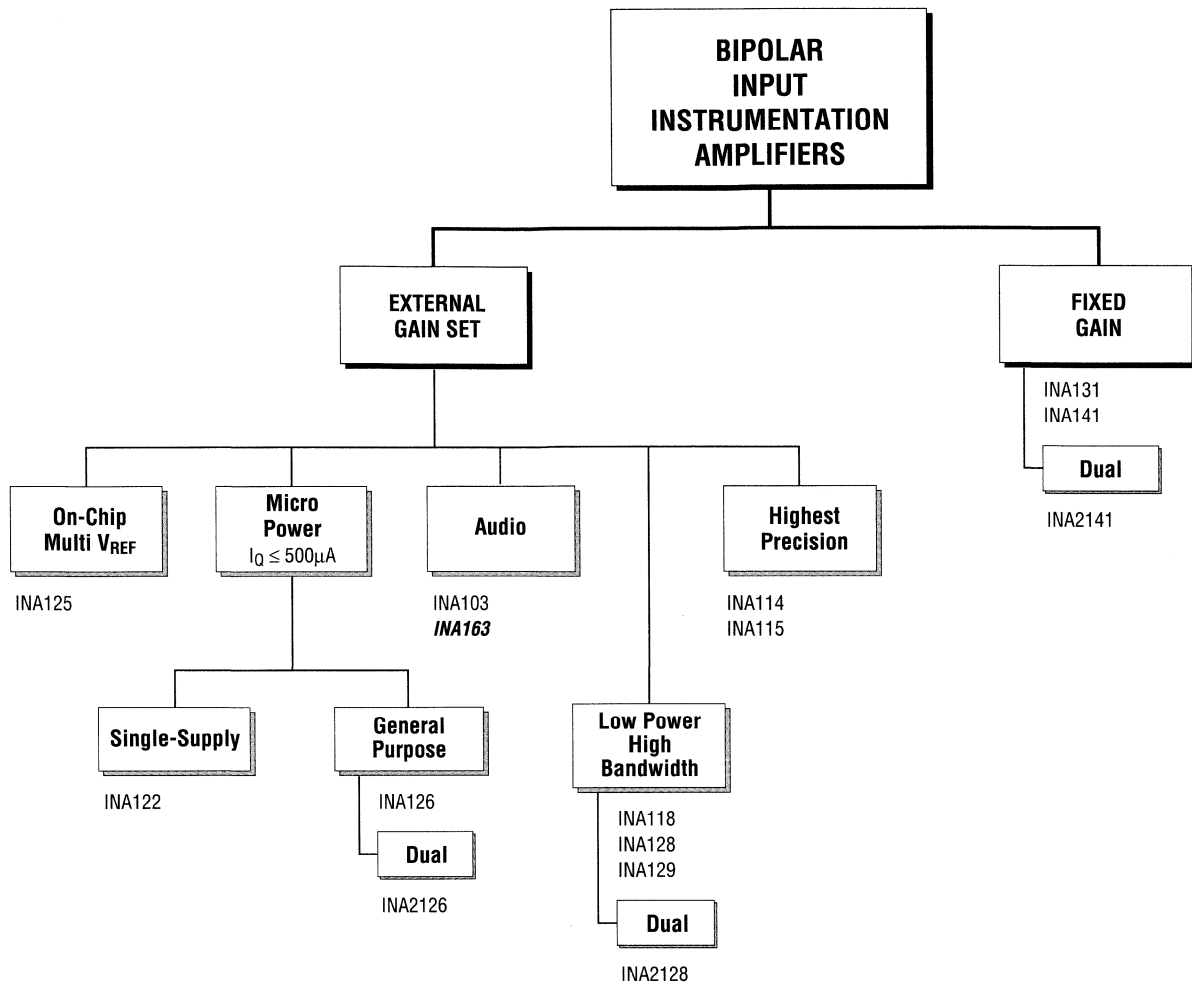 BIPOLAR
INPUT
INSTRUMENTATION
AMPLIFIERS
EXTERNAL
GAIN SET
FIXED
GAIN
INA131
INA141
Dual
INA2141
On-Chip
Multi VREF
INA125
Micro
Power
IQ ≤ 500µA
Audio
INA103
INA163
Highest
Precision
INA114
INA115
Single-Supply
INA122
General
Purpose
INA126
Dual
INA2126
Low Power
High
Bandwidth
INA118
INA128
INA129
Dual
INA2128